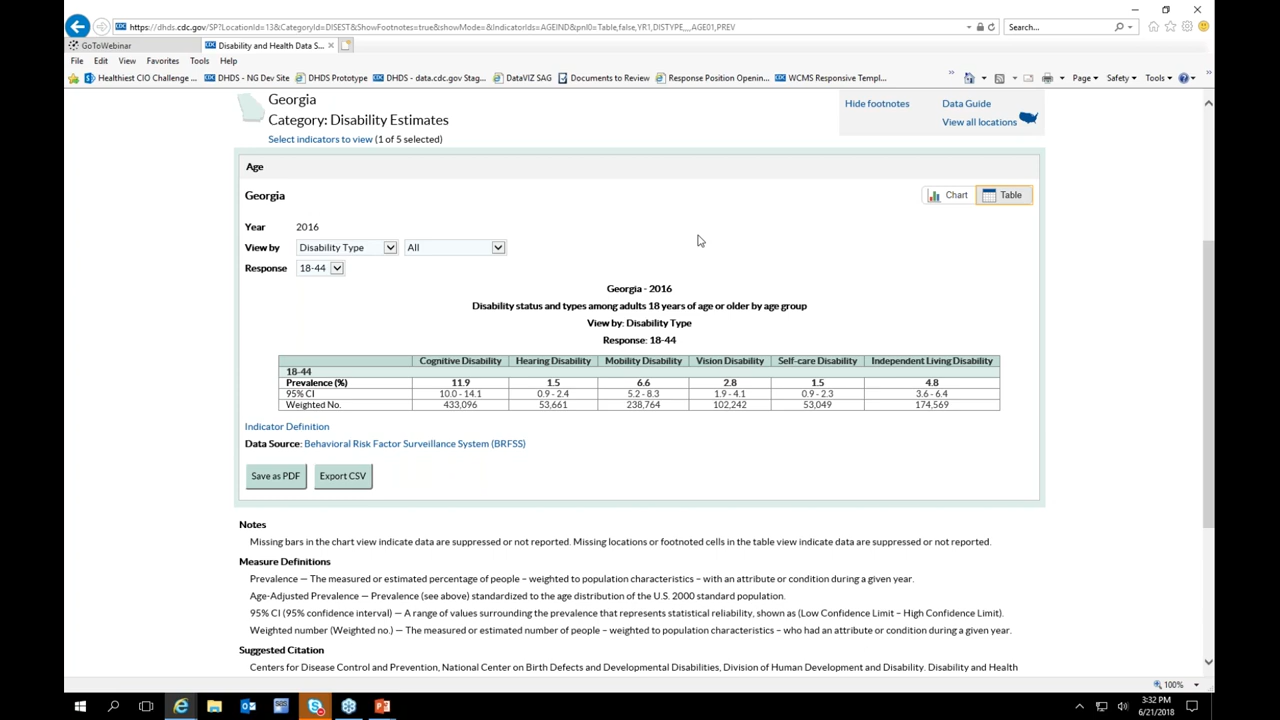 https://dhds.cdc.gov/SP?LocationId=13&CategoryId=DISEST&ShowFootnotes=true&showMode=&IndicatorIds=AGEIND&pnl0=Table,false,YR1,DISTYPE,,,AGE01,PREV
Search...
GoToWebinar
Disability and Health Data S...
File Edit View Favorites Tools Help
Healthiest CIO Challenge ... DHDS - NG Dev Site DHDS Prototype DHDS - data.cdc.gov Stag... DataVIZ SAG Documents to Review Response Position Openin... WCMS Responsive Templ... Page Safety Tools
Georgia
Category: Disability Estimates
Select indicators to view (1 of 5 selected)
Hide footnotes
Data Guide
View all locations
Age
Georgia
Chart
Table
Year 2016
View by Disability Type All
Response 18-44
Georgia - 2016
Disability status and types among adults 18 years of age or older by age group
View by: Disability Type
Response: 18-44
Cognitive Disability Hearing Disability Mobility Disability Vision Disability Self-care Disability Independent Living Disability
18-44
Prevalence (%) 11.9 1.5 6.6 2.8 1.5 4.8
95% CI 10.0 - 14.1 0.9 - 2.4 5.2 - 8.3 1.9 - 4.1 0.9 - 2.3 3.6 - 6.4
Weighted No. 433,096 53,661 238,764 102,242 53,049 174,569
Indicator Definition
Data Source: Behavioral Risk Factor Surveillance System (BRFSS)
Save as PDF
Export CSV
Notes
Missing bars in the chart view indicate data are suppressed or not reported. Missing locations or footnoted cells in the table view indicate data are suppressed or not reported.
Measure Definitions
Prevalence — The measured or estimated percentage of people – weighted to population characteristics – with an attribute or condition during a given year.
Age-Adjusted Prevalence — Prevalence (see above) standardized to the age distribution of the U.S. 2000 standard population.
95% CI (95% confidence interval) — A range of values surrounding the prevalence that represents statistical reliability, shown as (Low Confidence Limit – High Confidence Limit).
Weighted number (Weighted no.) — The measured or estimated number of people – weighted to population characteristics – who had an attribute or condition during a given year.
Suggested Citation
Centers for Disease Control and Prevention, National Center on Birth Defects and Developmental Disabilities, Division of Human Development and Disability. Disability and Health
100%
3:32 PM
6/21/2018